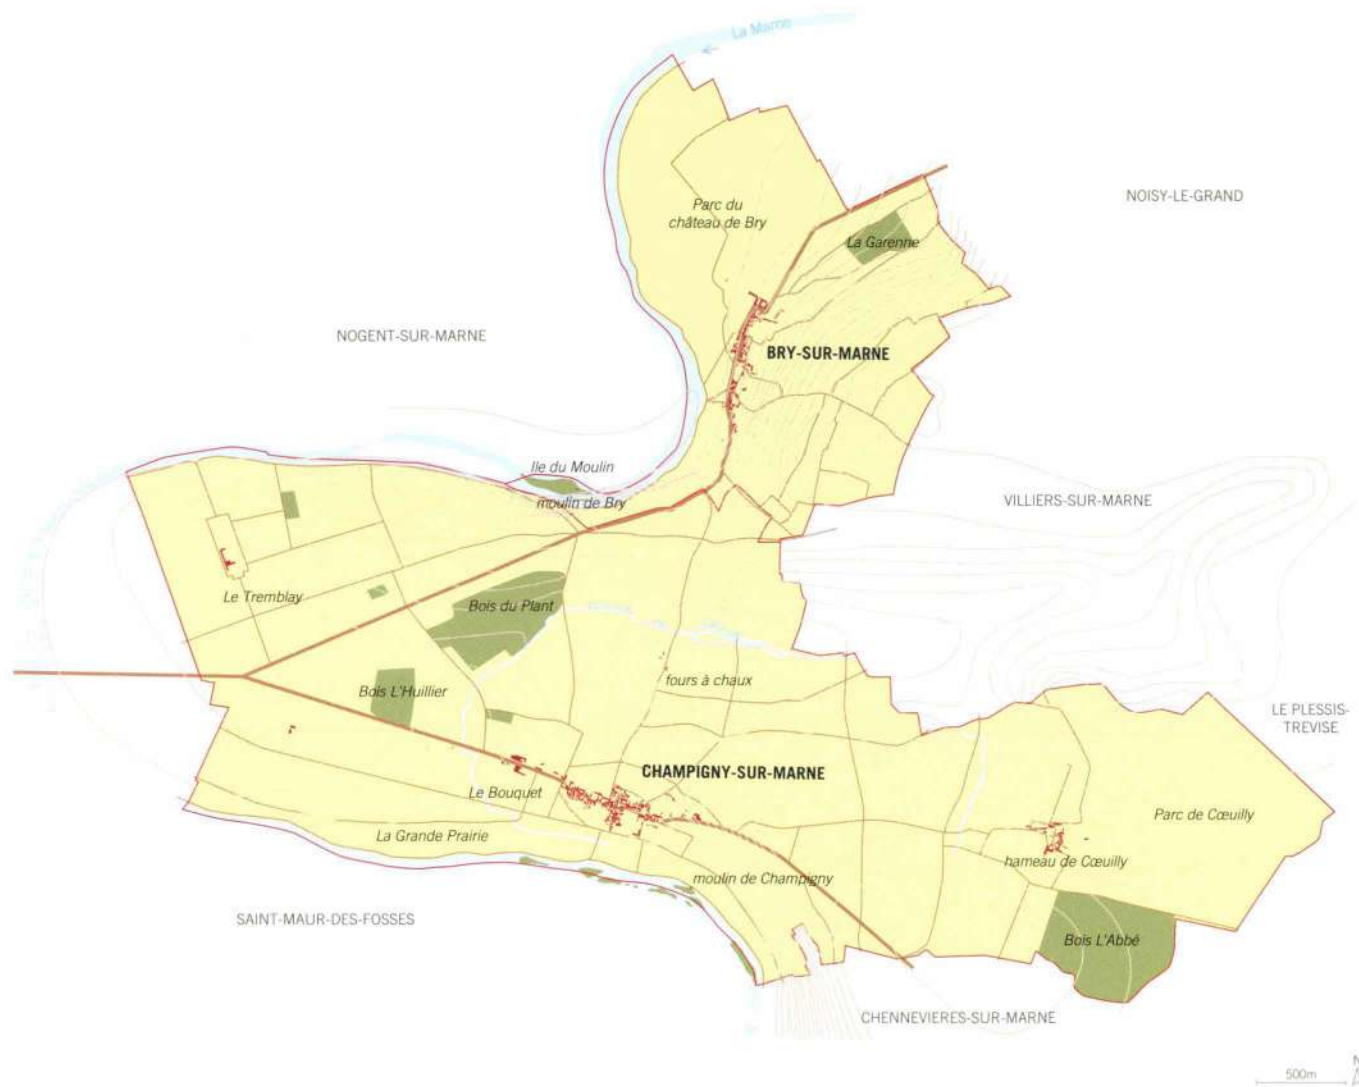 La Marne
NOISY-LE-GRAND
Parc du
château de Bry
La Garenne
NOGENT-SUR-MARNE
BRY-SUR-MARNE
Ile du Moulin
moulin de Bry
VILLIERS-SUR-MARNE
Le Tremblay
Bois du Plant
Bois L'Huillier
fours à chaux
LE PLESSIS-
TREVISE
CHAMPIGNY-SUR-MARNE
Le Bouquet
Parc de Cœuilly
La Grande Prairie
hameau de Cœuilly
moulin de Champigny
SAINT-MAUR-DES-FOSSES
Bois L'Abbé
CHENNEVIERES-SUR-MARNE
500m
N